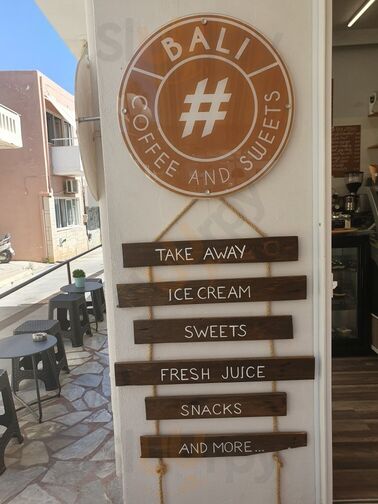 BALI
#
COFFEE AND SWEETS
TAKE AWAY
ICE CREAM
SWEETS
FRESH JUICE
SNACKS
AND MORE...